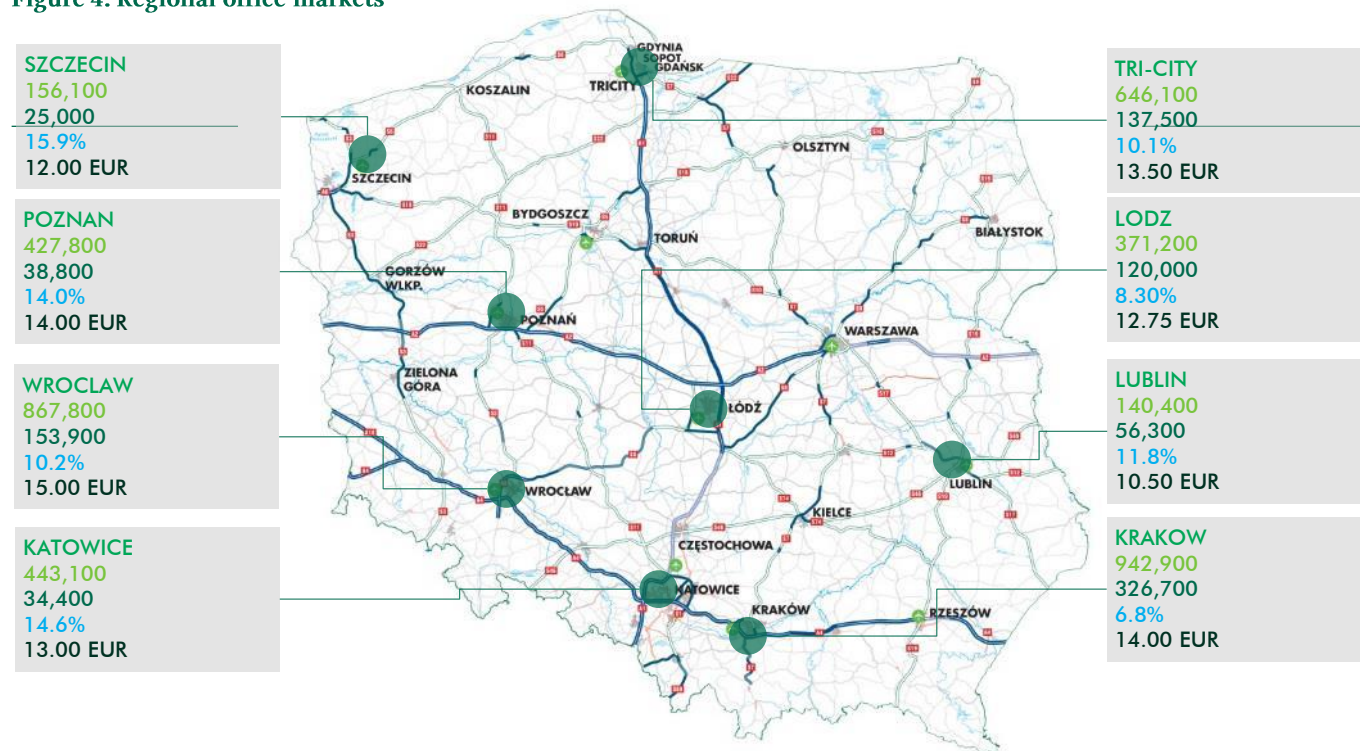 Figure 4: Regional office markets
SZCZECIN
156,100
25,000
15.9%
12.00 EUR
POZNAN
427,800
38,800
14.0%
14.00 EUR
WROCLAW
867,800
153,900
10.2%
15.00 EUR
KATOWICE
443,100
34,400
14.6%
13.00 EUR
GDYNIA
SOPOT
GDAŃSK
TRICITY
KOSZALIN
OLSZTYN
SZCZECIN
BYDGOSZCZ
TORUŃ
BIAŁYSTOK
GORZÓW
WLKP.
POZNAŃ
WARSZAWA
ZIELONA
GÓRA
ŁÓDŹ
WROCŁAW
LUBLIN
KIELCE
CZĘSTOCHOWA
KATOWICE
KRAKÓW
RZESZÓW
TRI-CITY
646,100
137,500
10.1%
13.50 EUR
LODZ
371,200
120,000
8.30%
12.75 EUR
LUBLIN
140,400
56,300
11.8%
10.50 EUR
KRAKOW
942,900
326,700
6.8%
14.00 EUR